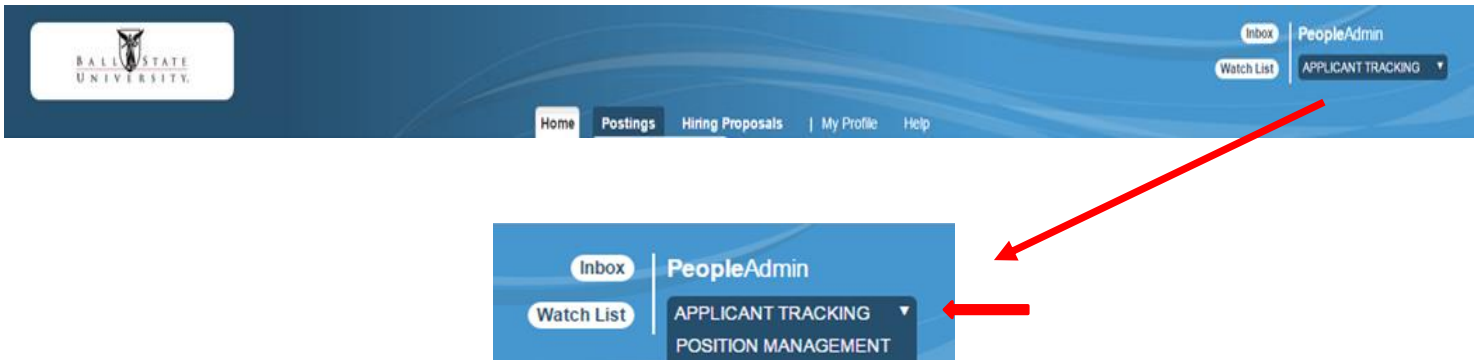 BALL STATE
UNIVERSITY.
Inbox PeopleAdmin
Watch List APPLICANT TRACKING
Home Postings Hiring Proposals | My Profile Help
Inbox PeopleAdmin
Watch List APPLICANT TRACKING
POSITION MANAGEMENT